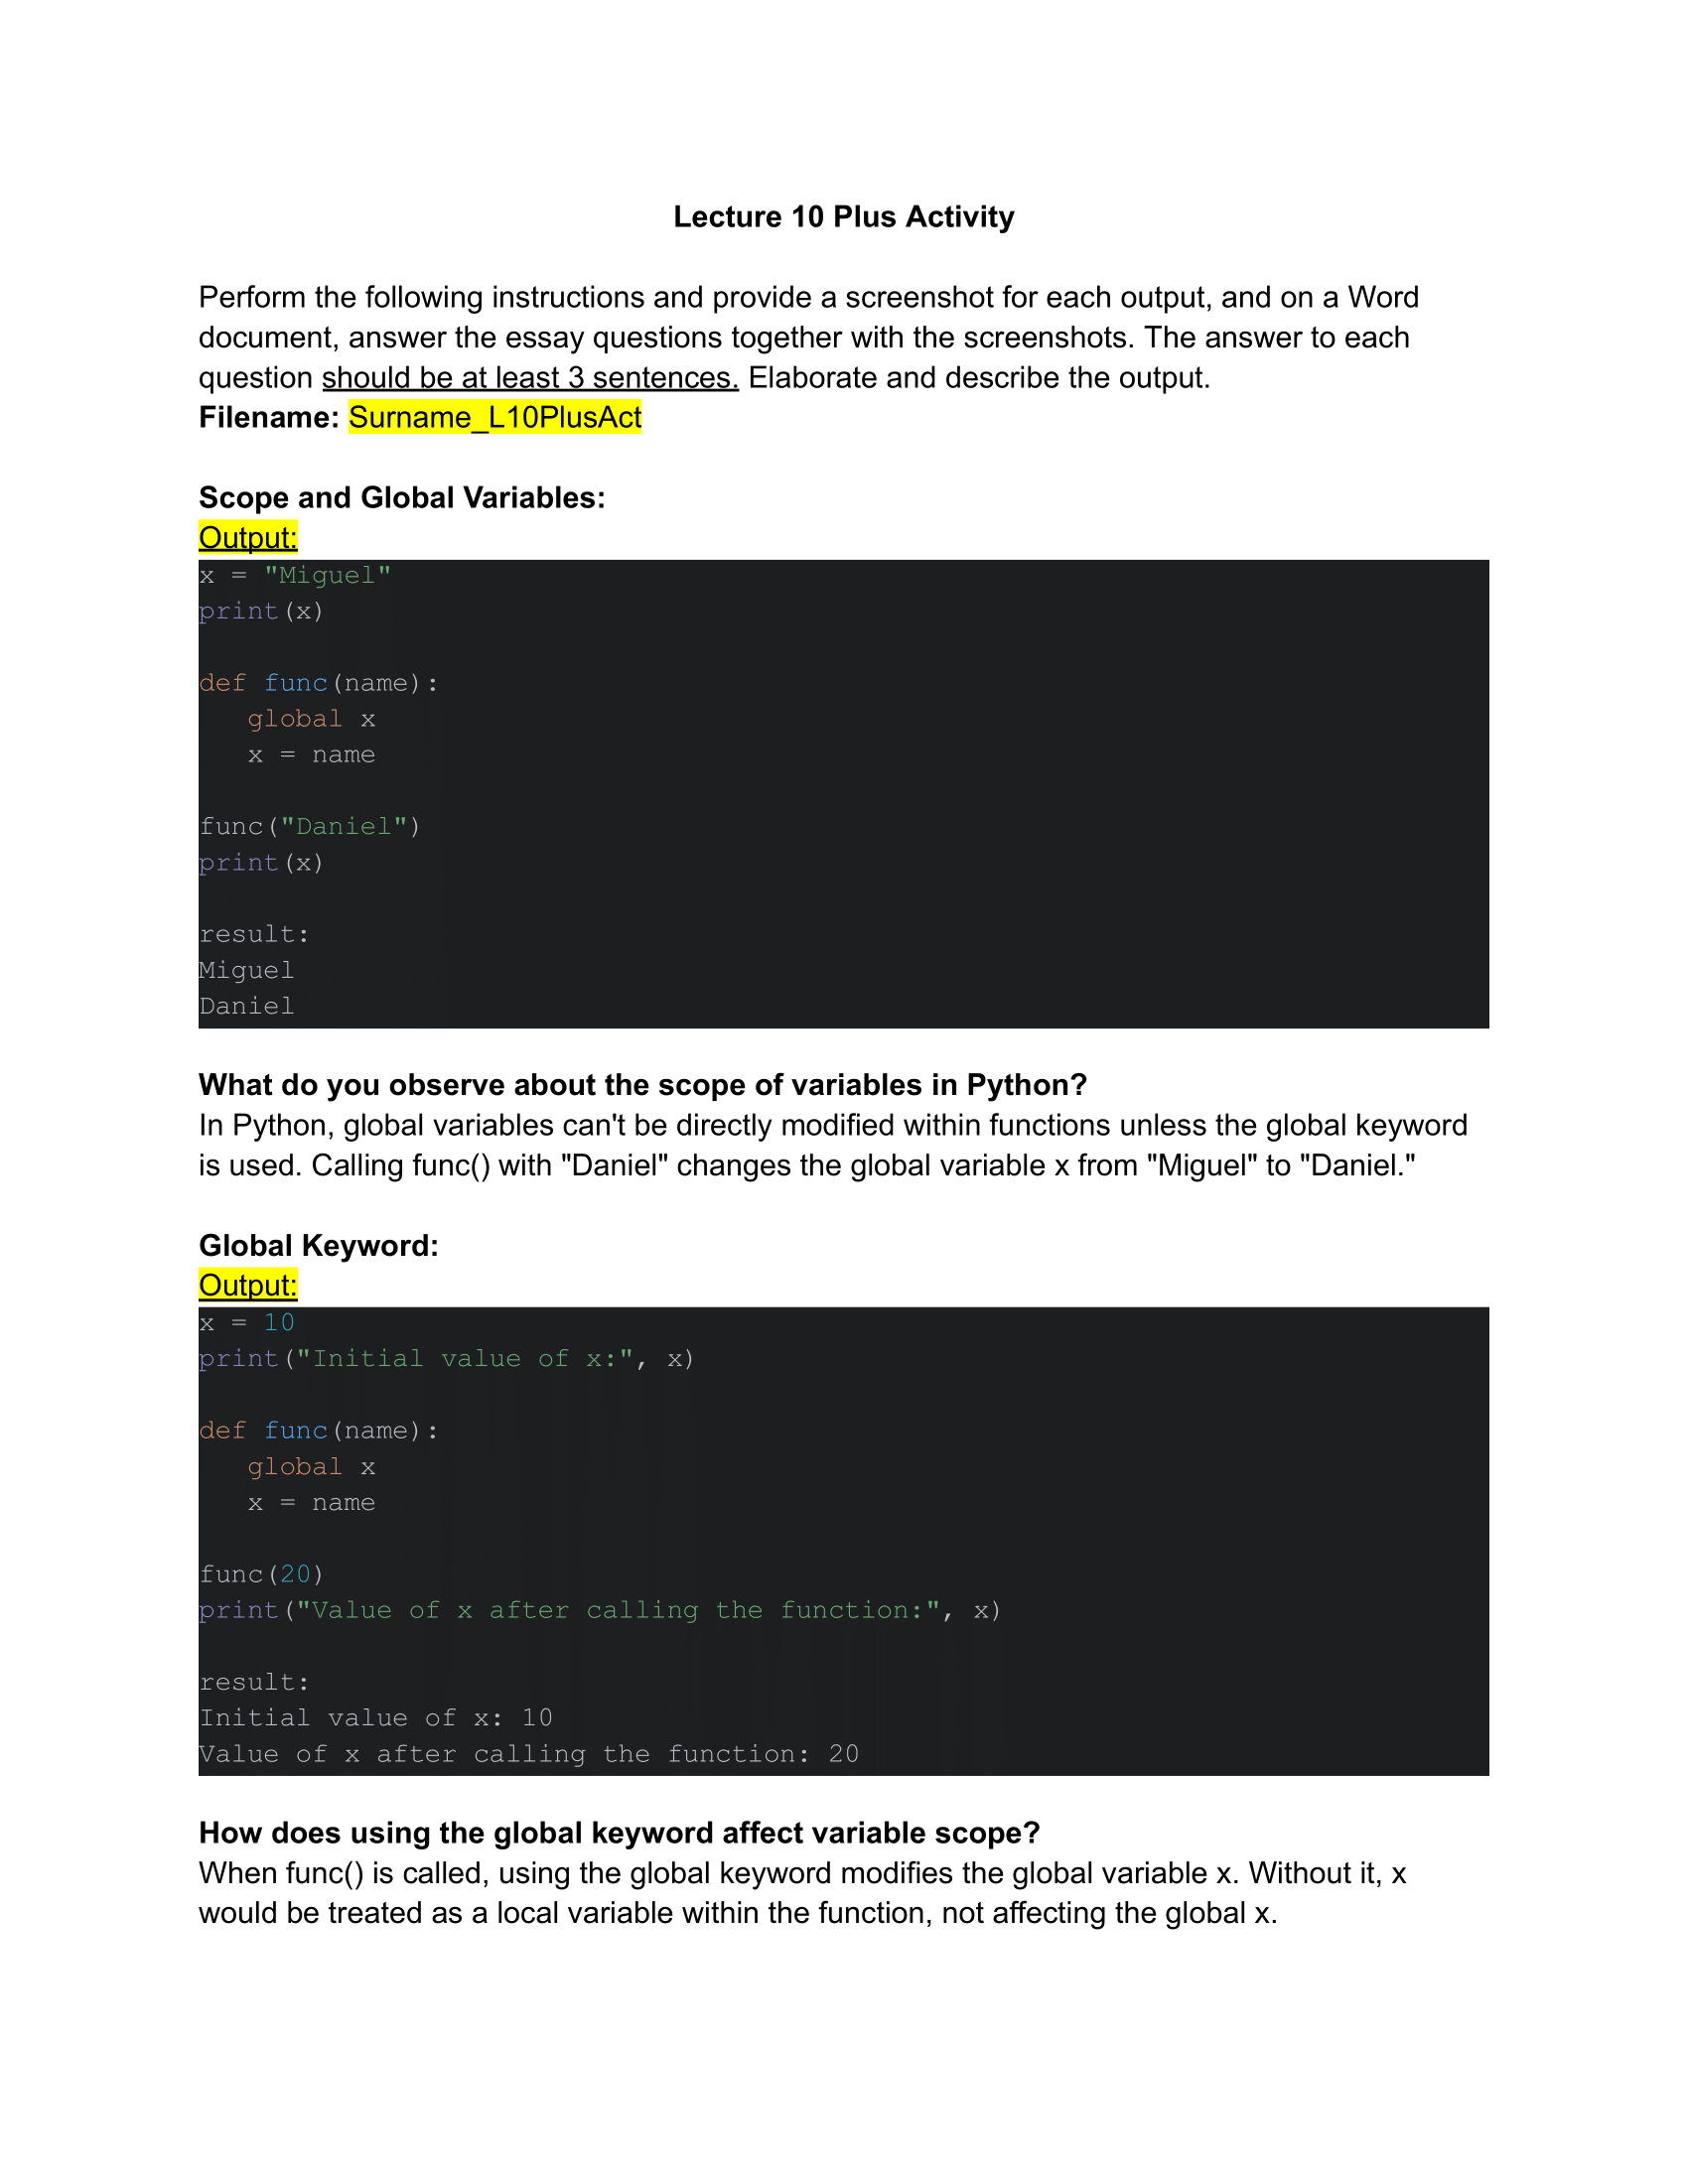 Lecture 10 Plus Activity
Perform the following instructions and provide a screenshot for each output, and on a Word
document, answer the essay questions together with the screenshots. The answer to each
question should be at least 3 sentences. Elaborate and describe the output.
Filename: Surname_L10PlusAct
Scope and Global Variables:
Output:
x = "Miguel"
print(x)
def func(name):
   global x
   x = name
func("Daniel")
print(x)
result:
Miguel
Daniel
What do you observe about the scope of variables in Python?
In Python, global variables can't be directly modified within functions unless the global keyword
is used. Calling func() with "Daniel" changes the global variable x from "Miguel" to "Daniel."
Global Keyword:
Output:
x = 10
print("Initial value of x:", x)
def func(name):
   global x
   x = name
func(20)
print("Value of x after calling the function:", x)
result:
Initial value of x: 10
Value of x after calling the function: 20
How does using the global keyword affect variable scope?
When func() is called, using the global keyword modifies the global variable x. Without it, x
would be treated as a local variable within the function, not affecting the global x.